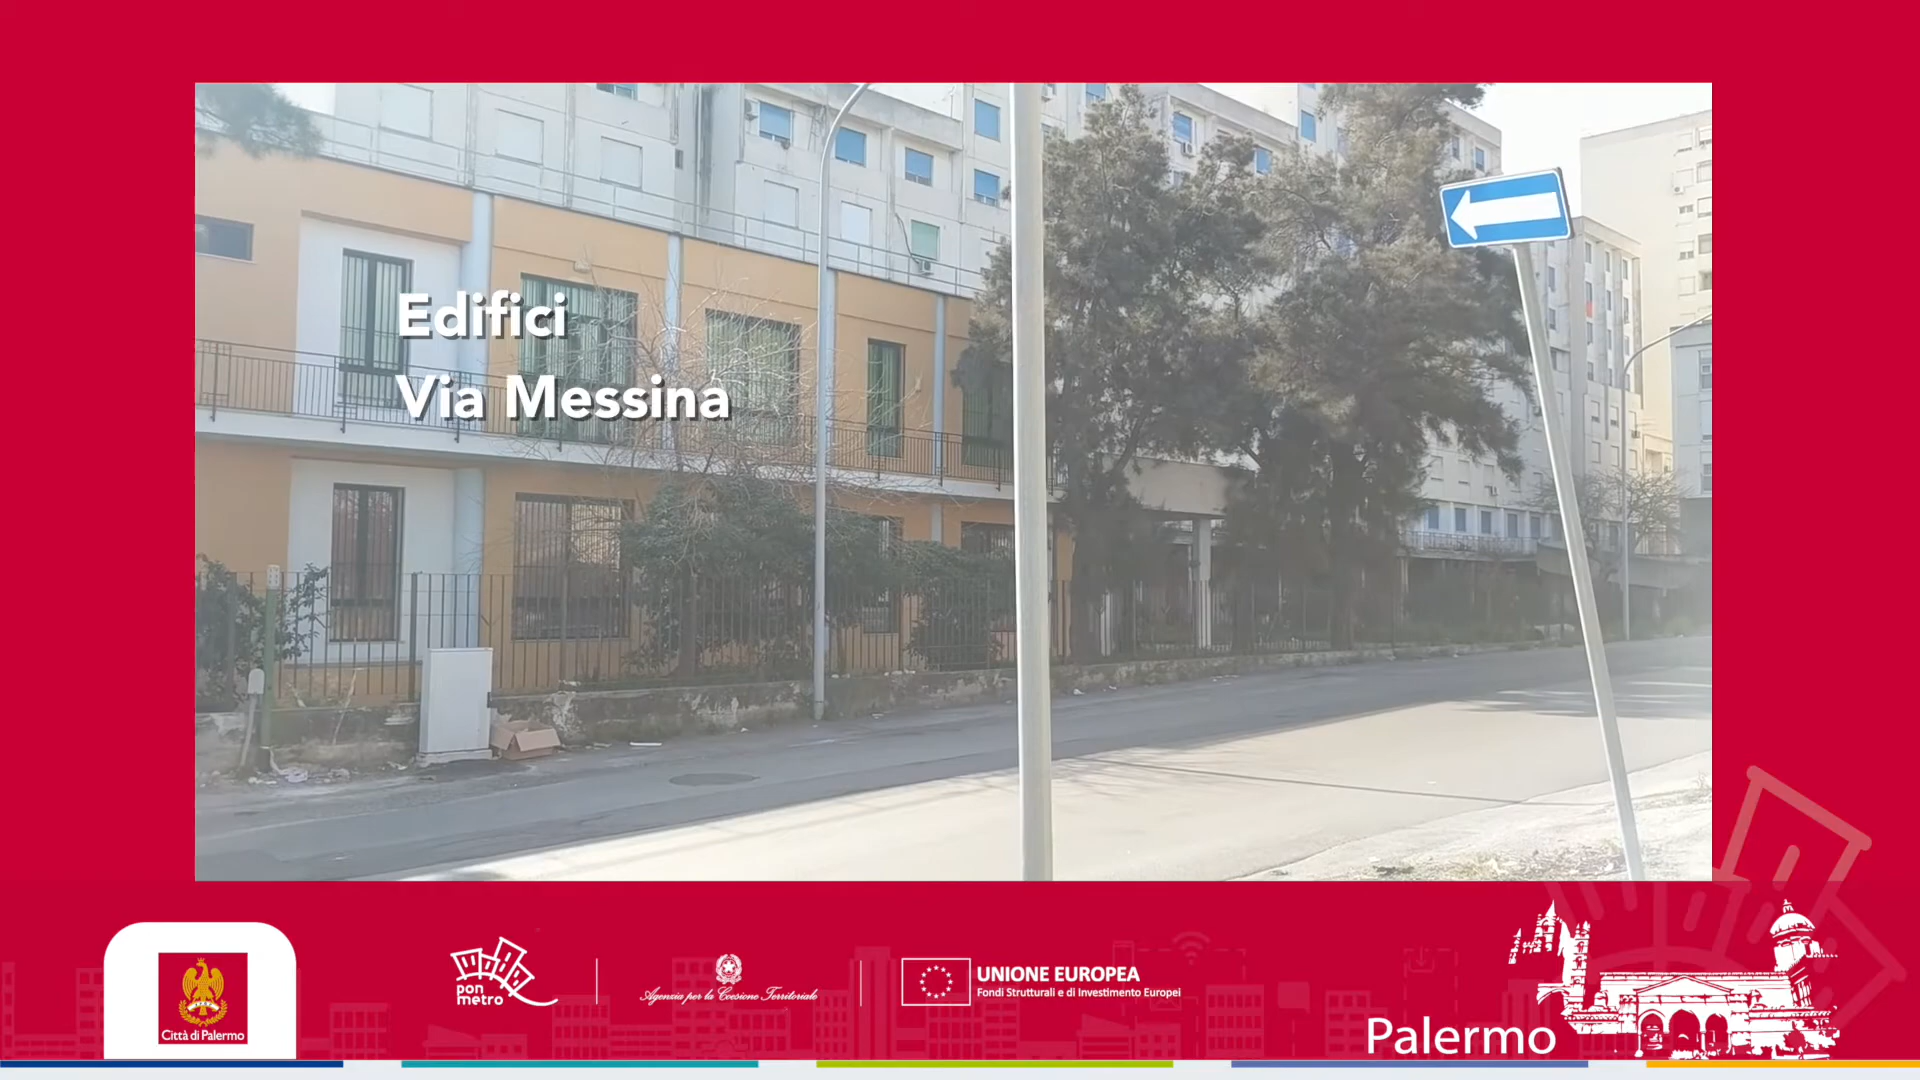 Edifici
Via Messina
Città di Palermo
pon
metro
Agenzia per la Coesione Territoriale
UNIONE EUROPEA
Fondi Strutturali e di Investimento Europei
Palermo